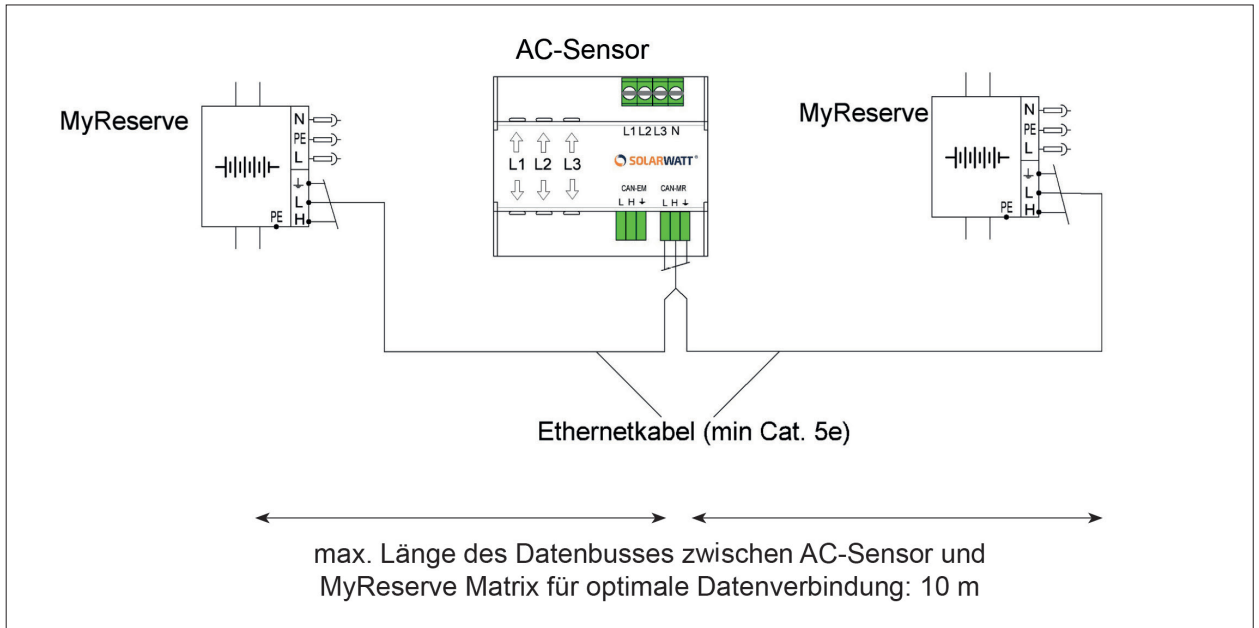 AC-Sensor
MyReserve
N
PE
L
⏚
L
H
PE
L1 L2 L3 N
L1 L2 L3
SOLARWATT®
CAN-EM CAN-MR
L H ⏚ L H ⏚
MyReserve
N
PE
L
⏚
L
H
PE
Ethernetkabel (min Cat. 5e)
max. Länge des Datenbusses zwischen AC-Sensor und
MyReserve Matrix für optimale Datenverbindung: 10 m